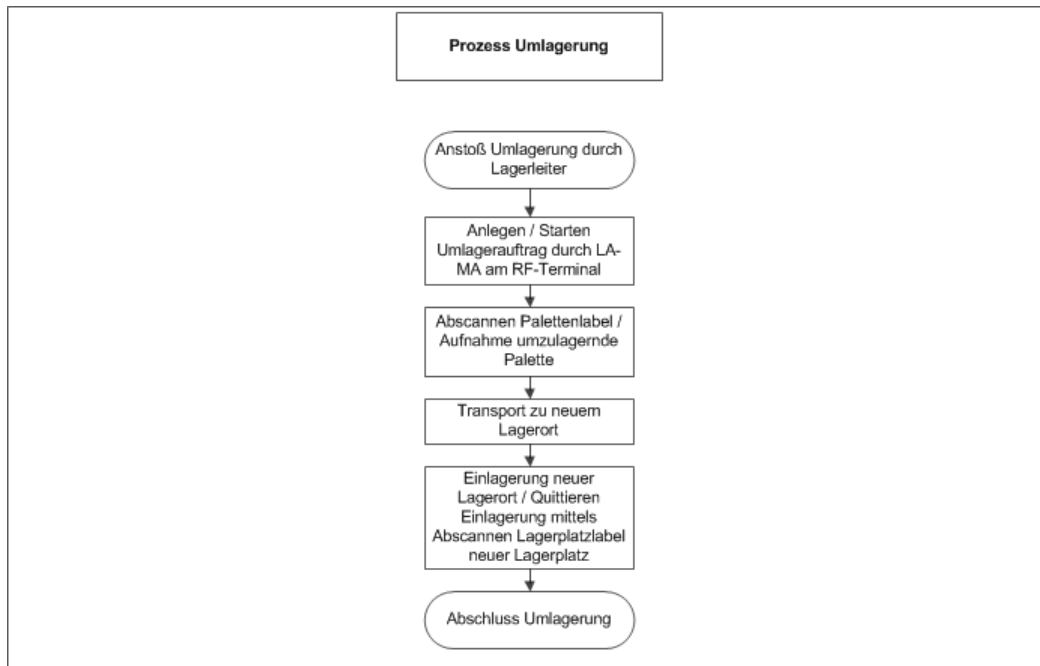 Prozess Umlagerung
Anstoß Umlagerung durch
Lagerleiter
Anlegen / Starten
Umlagerauftrag durch LA-
MA am RF-Terminal
Abscannen Palettenlabel /
Aufnahme umzulagernde
Palette
Transport zu neuem
Lagerort
Einlagerung neuer
Lagerort / Quittieren
Einlagerung mittels
Abscannen Lagerplatzlabel
neuer Lagerplatz
Abschluss Umlagerung